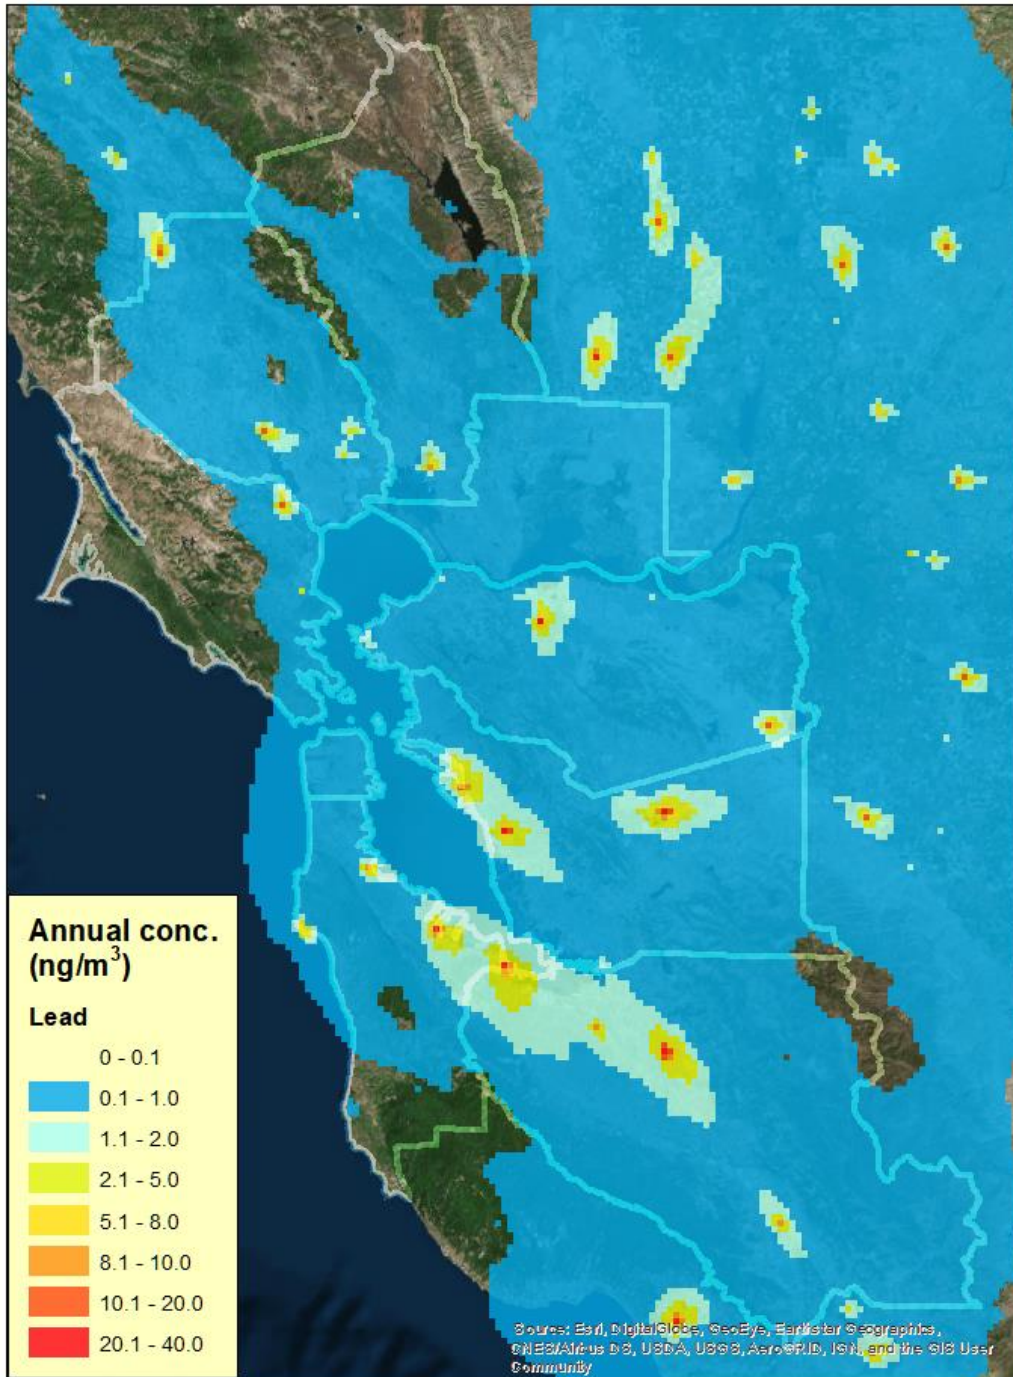 Annual conc.
(ng/m³)
Lead
0 - 0.1
0.1 - 1.0
1.1 - 2.0
2.1 - 5.0
5.1 - 8.0
8.1 - 10.0
10.1 - 20.0
20.1 - 40.0
Source: Esri, DigitalGlobe, GeoEye, Earthstar Geographics,
CNES/Airbus DS, USDA, USGS, AeroGRID, IGN, and the GIS User
Community